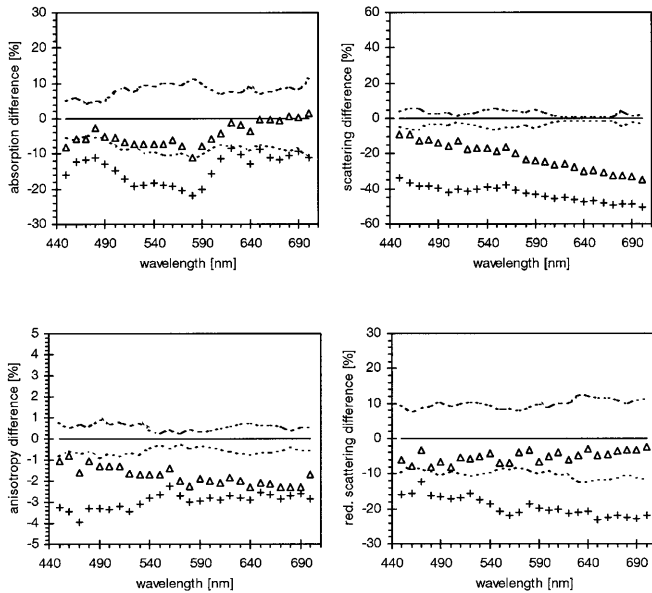 absorption difference [%]
30
20
10
0
-10
-20
-30
440 490 540 590 640 690
wavelength [nm]
scattering difference [%]
60
40
20
0
-20
-40
-60
440 490 540 590 640 690
wavelength [nm]
anisotropy difference [%]
5
4
3
2
1
0
-1
-2
-3
-4
-5
440 490 540 590 640 690
wavelength [nm]
red. scattering difference [%]
30
20
10
0
-10
-20
-30
440 490 540 590 640 690
wavelength [nm]